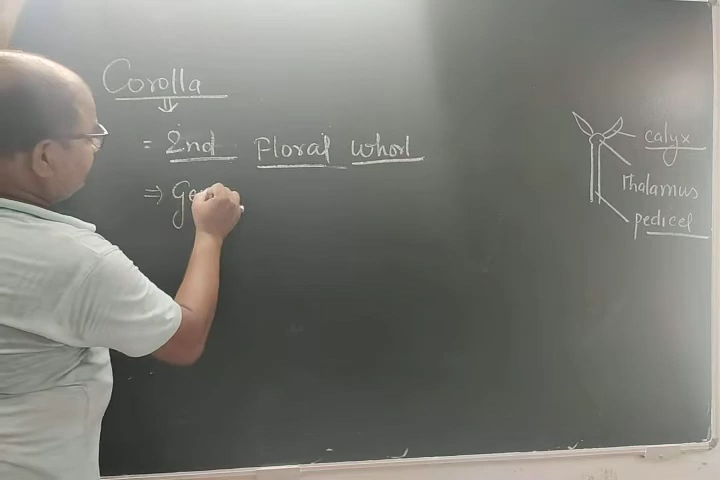 Corolla
= 2nd Floral whorl
⇒
calyx
Thalamus
pedicel